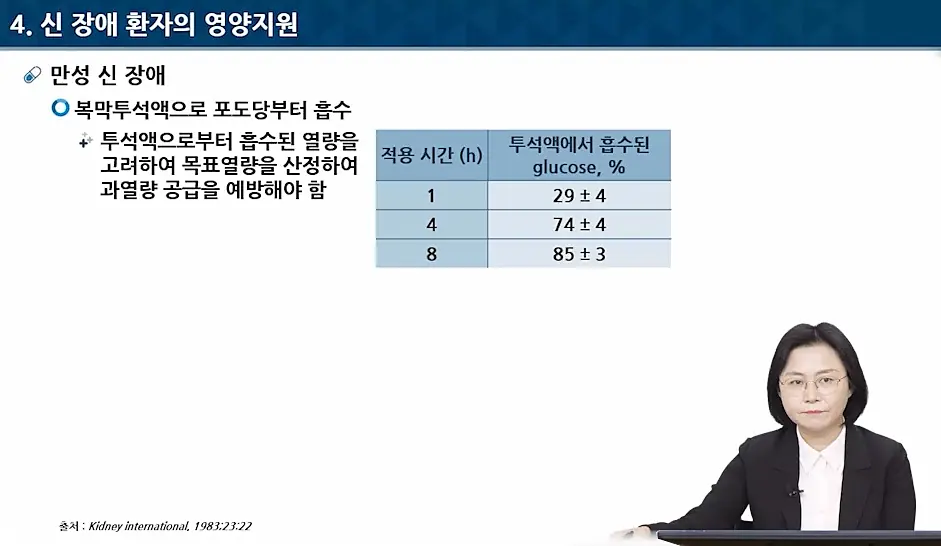 4. 신 장애 환자의 영양지원
만성 신 장애
복막투석액으로 포도당부터 흡수
투석액으로부터 흡수된 열량을
고려하여 목표열량을 산정하여
과열량 공급을 예방해야 함
적용 시간 (h)
투석액에서 흡수된
glucose, %
1
29 ± 4
4
74 ± 4
8
85 ± 3
출처 : Kidney international, 1983:23:22